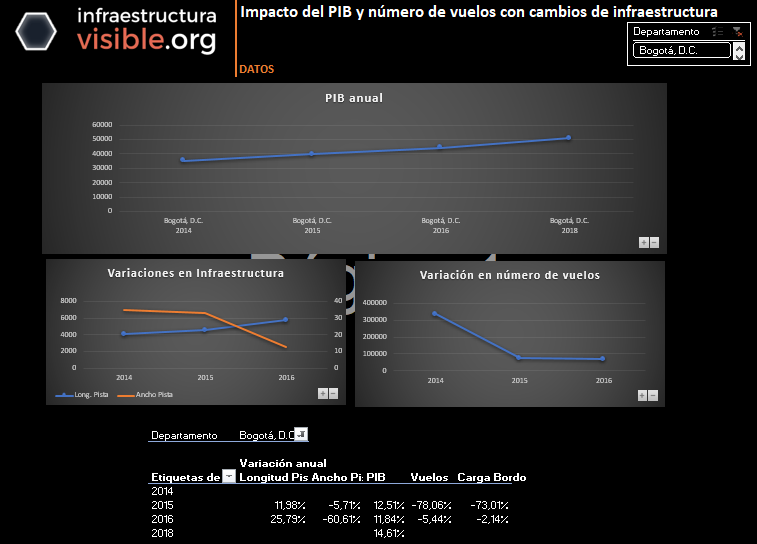 infraestructura
visible.org
Impacto del PIB y número de vuelos con cambios de infraestructura
DATOS
Departamento
Bogotá, D.C.
PIB anual
60000
50000
40000
30000
20000
10000
0
Bogotá, D.C. Bogotá, D.C. Bogotá, D.C. Bogotá, D.C.
2014 2015 2016 2018
Variaciones en Infraestructura
8000 40
6000 30
4000 20
2000 10
0 0
2014 2015 2016
Long. Pista Ancho Pista
Variación en número de vuelos
400000
300000
200000
100000
0
2014 2015 2016
Departamento Bogotá, D.C
Variación anual
Etiquetas de Longitud Pis Ancho Pi: PIB Vuelos Carga Bordo
2014
2015 11,98% -5,71% 12,51% -78,06% -73,01%
2016 25,79% -60,61% 11,84% -5,44% -2,14%
2018 14,61%